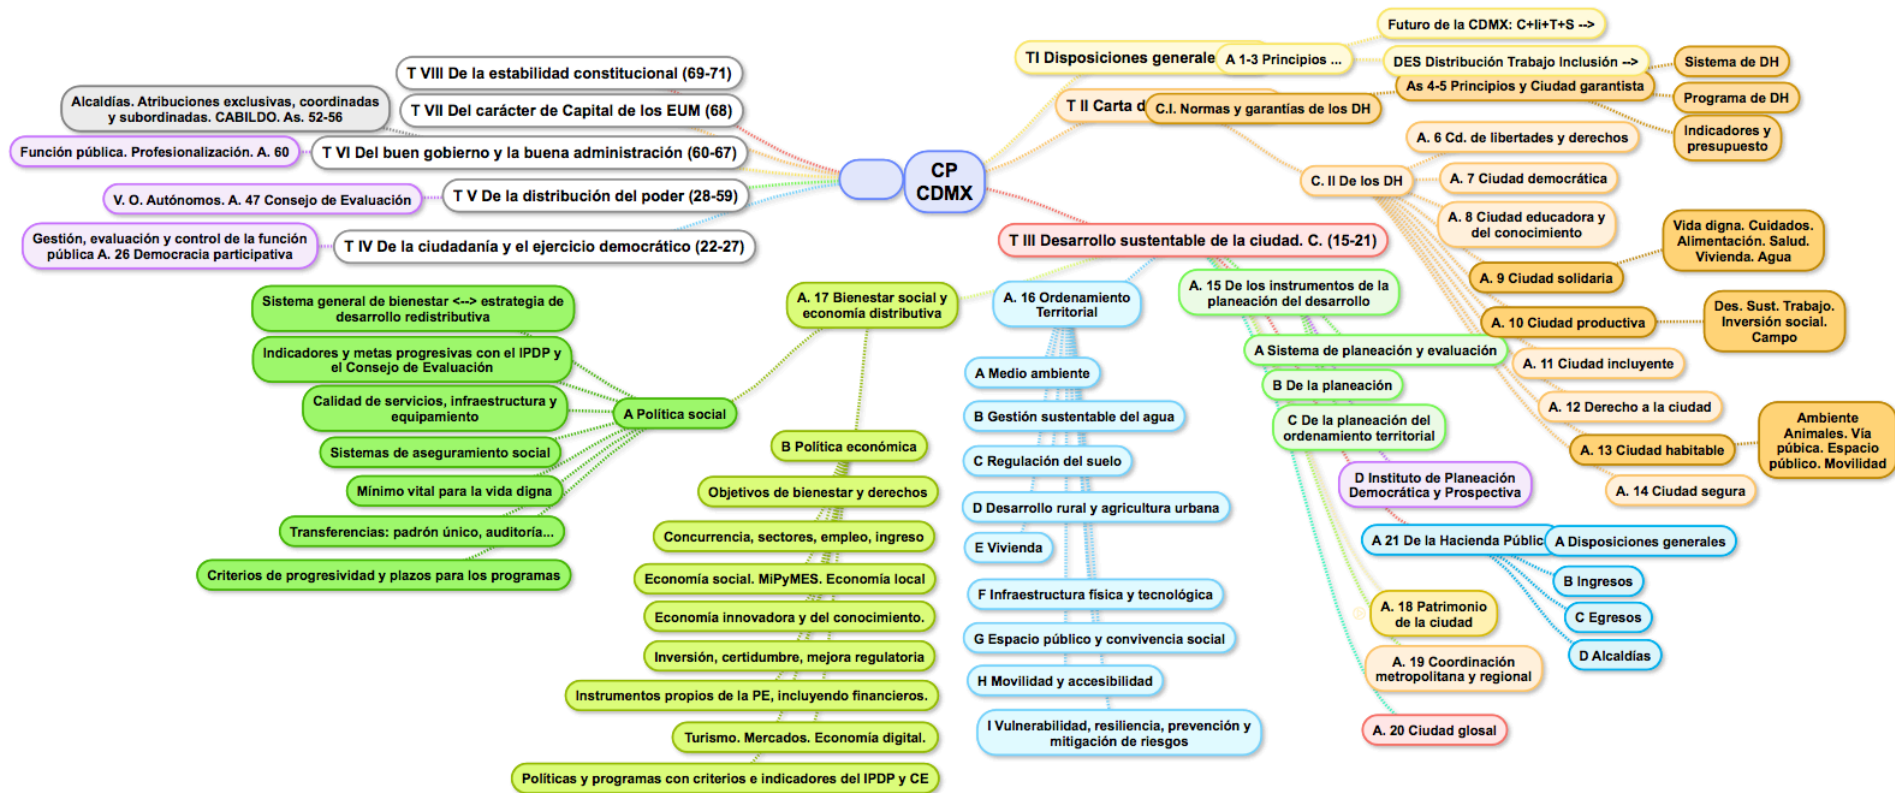 CP
CDMX
TI Disposiciones generale
A 1-3 Principios ...
Futuro de la CDMX: C+Ii+T+S -->
DES Distribución Trabajo Inclusión -->
T II Carta d
C.I. Normas y garantías de los DH
As 4-5 Principios y Ciudad garantista
Sistema de DH
Programa de DH
Indicadores y
presupuesto
C. II De los DH
A. 6 Cd. de libertades y derechos
A. 7 Ciudad democrática
A. 8 Ciudad educadora y
del conocimiento
A. 9 Ciudad solidaria
Vida digna. Cuidados.
Alimentación. Salud.
Vivienda. Agua
A. 10 Ciudad productiva
Des. Sust. Trabajo.
Inversión social.
Campo
A. 11 Ciudad incluyente
A. 12 Derecho a la ciudad
A. 13 Ciudad habitable
Ambiente
Animales. Vía
púbica. Espacio
público. Movilidad
A. 14 Ciudad segura
T III Desarrollo sustentable de la ciudad. C. (15-21)
A. 15 De los instrumentos de la
planeación del desarrollo
A Sistema de planeación y evaluación
B De la planeación
C De la planeación del
ordenamiento territorial
D Instituto de Planeación
Democrática y Prospectiva
A 21 De la Hacienda Públic
A Disposiciones generales
B Ingresos
C Egresos
D Alcaldías
A. 18 Patrimonio
de la ciudad
A. 19 Coordinación
metropolitana y regional
A. 20 Ciudad glosal
A. 16 Ordenamiento
Territorial
A Medio ambiente
B Gestión sustentable del agua
C Regulación del suelo
D Desarrollo rural y agricultura urbana
E Vivienda
F Infraestructura física y tecnológica
G Espacio público y convivencia social
H Movilidad y accesibilidad
I Vulnerabilidad, resiliencia, prevención y
mitigación de riesgos
A. 17 Bienestar social y
economía distributiva
A Política social
Sistema general de bienestar <--> estrategia de
desarrollo redistributiva
Indicadores y metas progresivas con el IPDP y
el Consejo de Evaluación
Calidad de servicios, infraestructura y
equipamiento
Sistemas de aseguramiento social
Mínimo vital para la vida digna
Transferencias: padrón único, auditoría...
Criterios de progresividad y plazos para los programas
B Política económica
Objetivos de bienestar y derechos
Concurrencia, sectores, empleo, ingreso
Economía social. MiPyMES. Economía local
Economía innovadora y del conocimiento.
Inversión, certidumbre, mejora regulatoria
Instrumentos propios de la PE, incluyendo financieros.
Turismo. Mercados. Economía digital.
Políticas y programas con criterios e indicadores del IPDP y CE
T VIII De la estabilidad constitucional (69-71)
T VII Del carácter de Capital de los EUM (68)
Alcaldías. Atribuciones exclusivas, coordinadas
y subordinadas. CABILDO. As. 52-56
T VI Del buen gobierno y la buena administración (60-67)
Función pública. Profesionalización. A. 60
T V De la distribución del poder (28-59)
V. O. Autónomos. A. 47 Consejo de Evaluación
T IV De la ciudadanía y el ejercicio democrático (22-27)
Gestión, evaluación y control de la función
pública A. 26 Democracia participativa